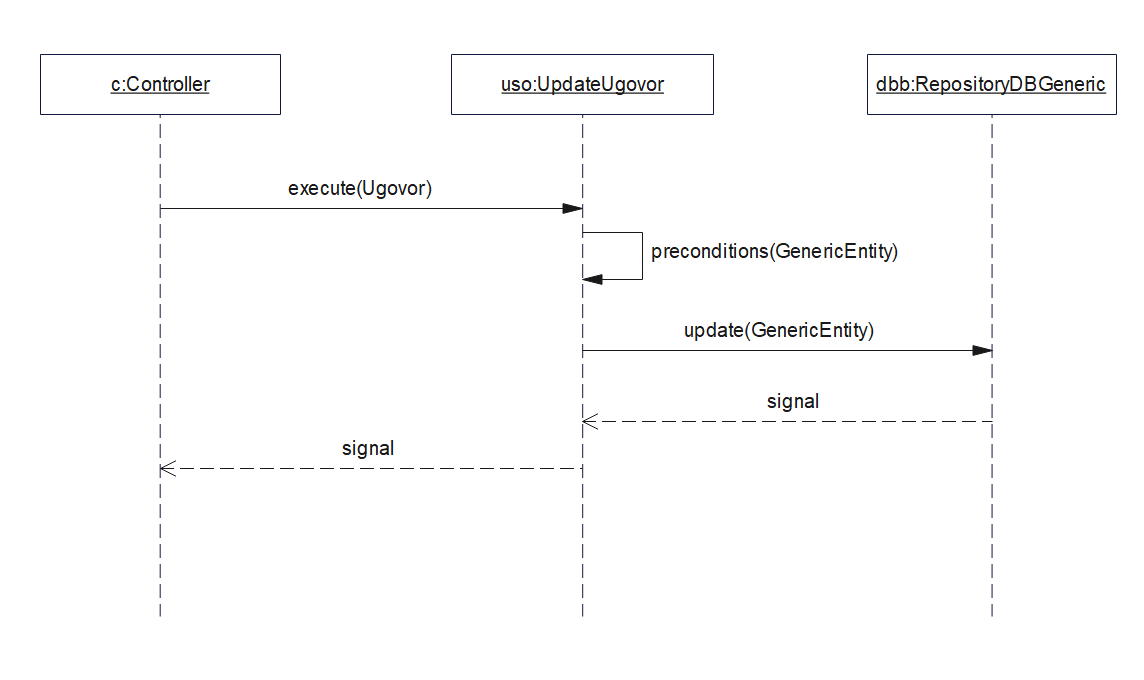 c:Controller
uso:UpdateUgovor
dbb:RepositoryDBGeneric
execute(Ugovor)
preconditions(GenericEntity)
update(GenericEntity)
signal
signal